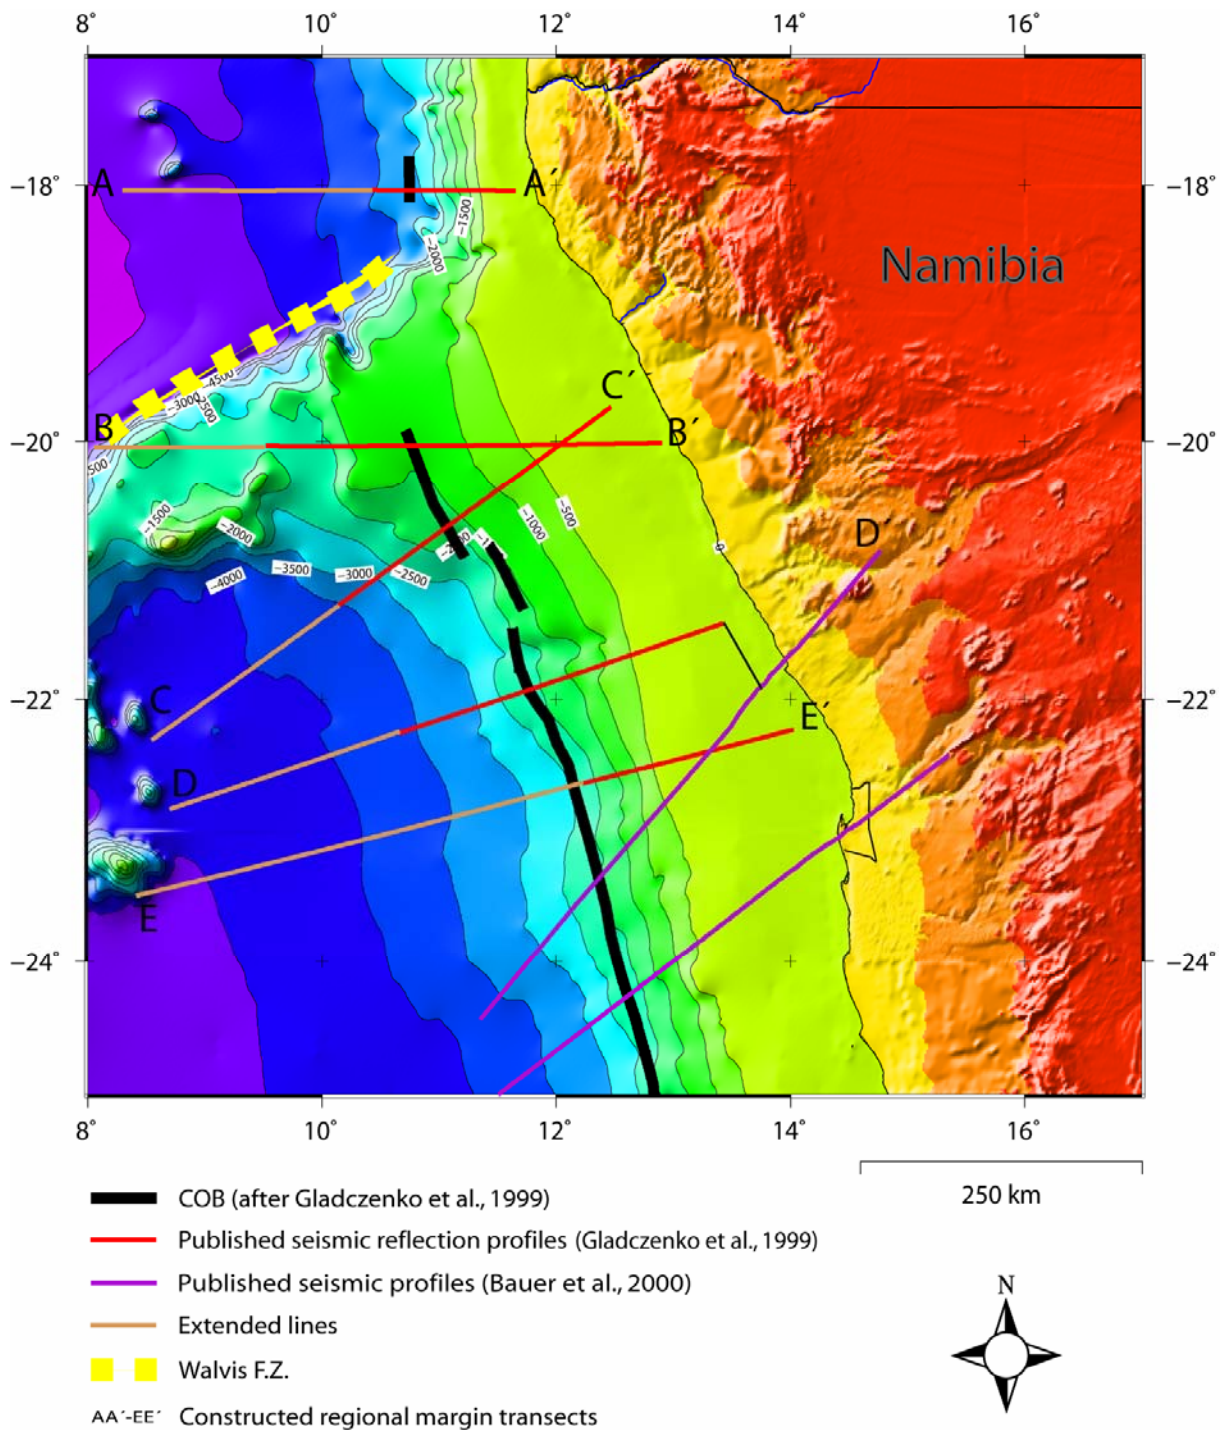 8° 10° 12° 14° 16°
−18° A A´ −18°
−1500
−2000
Namibia
−4500
−3000
−2500
C´
−20° B B´ −20°
500
−1500
−2000
−1000
−500
D´
0
−4000
−3500
−3000
−2500
−22° C E´ −22°
D
E
−24° −24°
8° 10° 12° 14° 16°
250 km
COB (after Gladczenko et al., 1999)
Published seismic reflection profiles (Gladczenko et al., 1999)
Published seismic profiles (Bauer et al., 2000)
N
Extended lines
Walvis F.Z.
AA´-EE´ Constructed regional margin transects